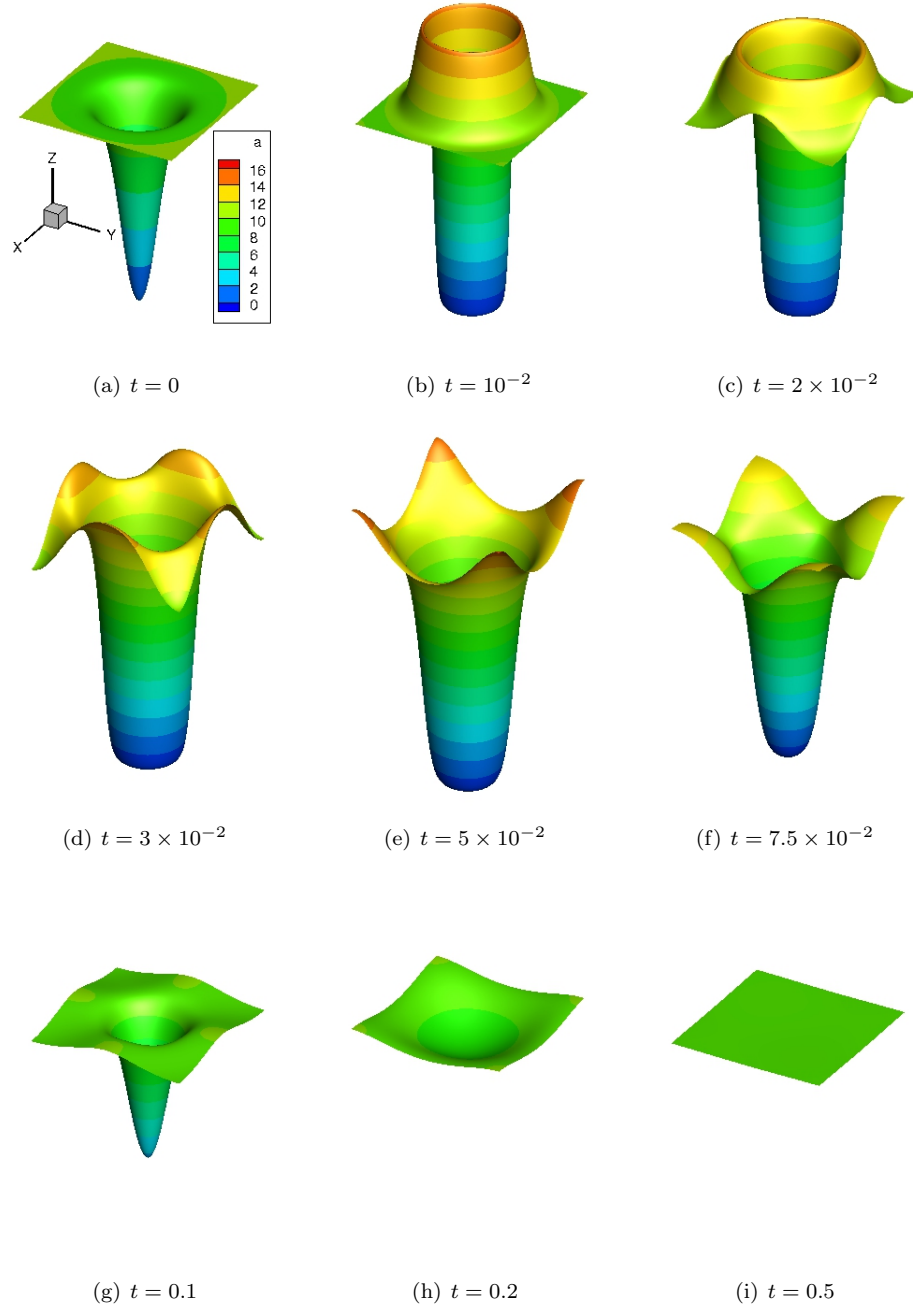 a
16
14
12
10
8
6
4
2
0
Z
X
Y
(a) t = 0
(b) t = 10⁻²
(c) t = 2 × 10⁻²
(d) t = 3 × 10⁻²
(e) t = 5 × 10⁻²
(f) t = 7.5 × 10⁻²
(g) t = 0.1
(h) t = 0.2
(i) t = 0.5